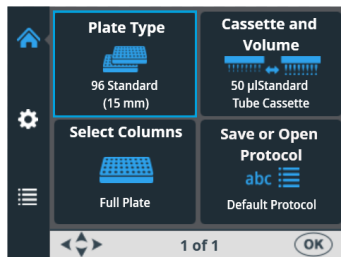 Plate Type
96 Standard
(15 mm)
Cassette and
Volume
50 µlStandard
Tube Cassette
Select Columns
Full Plate
Save or Open
Protocol
abc
Default Protocol
1 of 1
OK